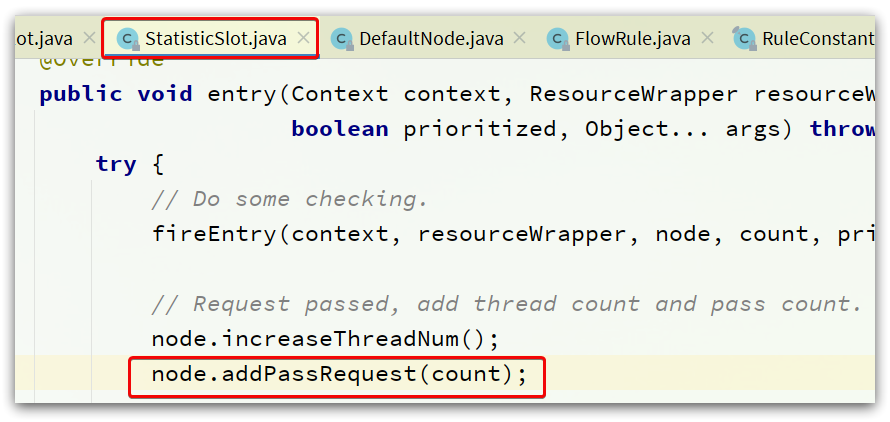 ot.java StatisticSlot.java DefaultNode.java FlowRule.java RuleConstant
@Override
public void entry(Context context, ResourceWrapper resourceW
boolean prioritized, Object... args) throw
try {
// Do some checking.
fireEntry(context, resourceWrapper, node, count, pri
// Request passed, add thread count and pass count.
node.increaseThreadNum();
node.addPassRequest(count);